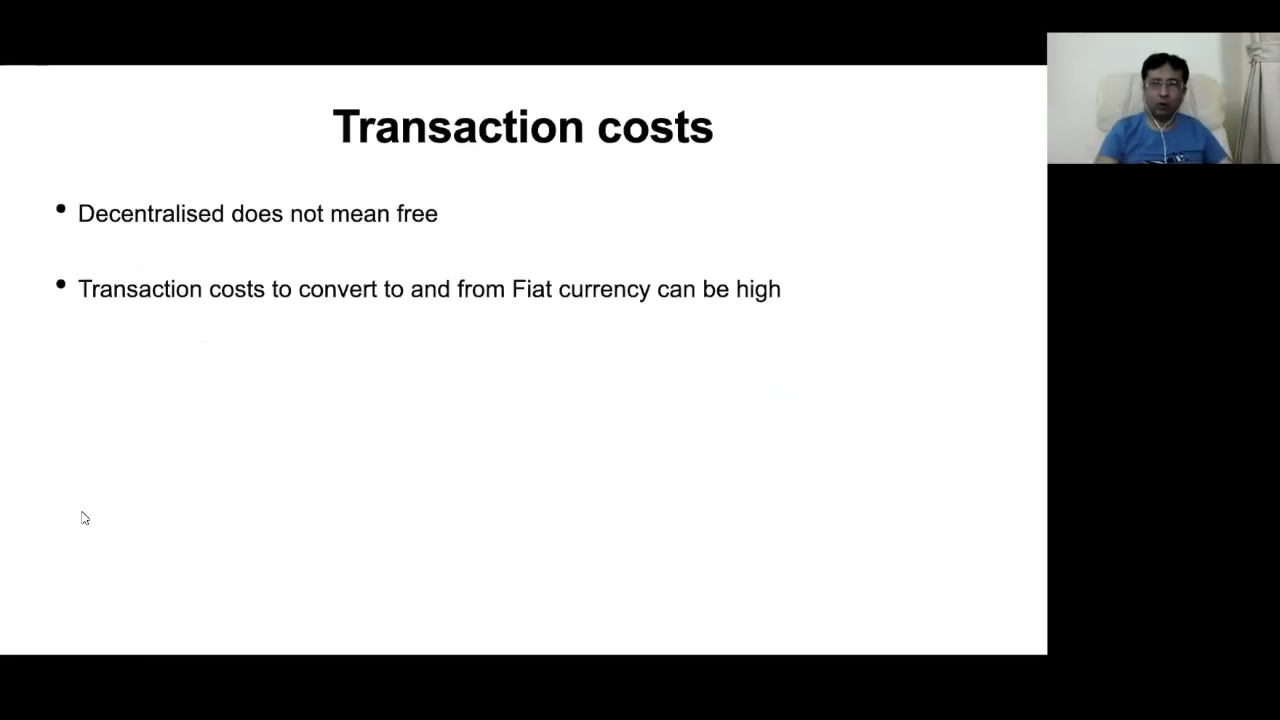 Transaction costs
• Decentralised does not mean free
• Transaction costs to convert to and from Fiat currency can be high